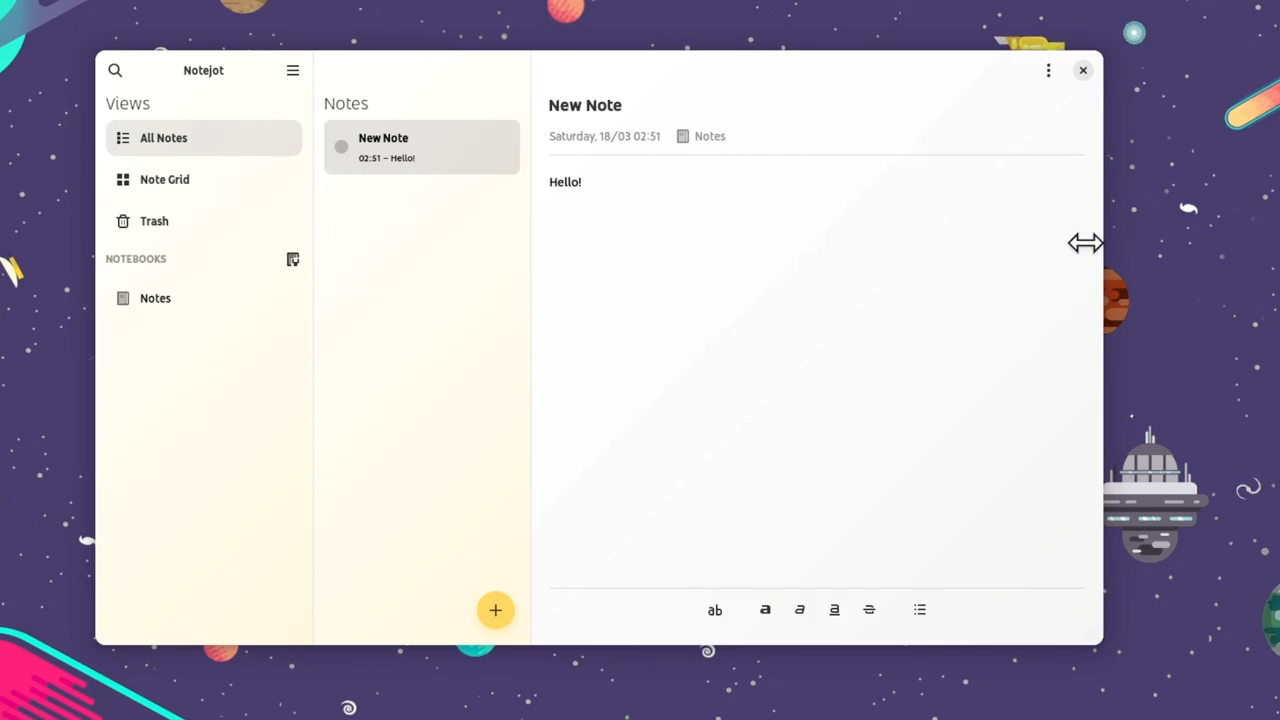 Notejot
Views
All Notes
Note Grid
Trash
NOTEBOOKS
Notes
Notes
New Note
02:51 – Hello!
New Note
Saturday, 18/03 02:51 Notes
Hello!
ab a a a a